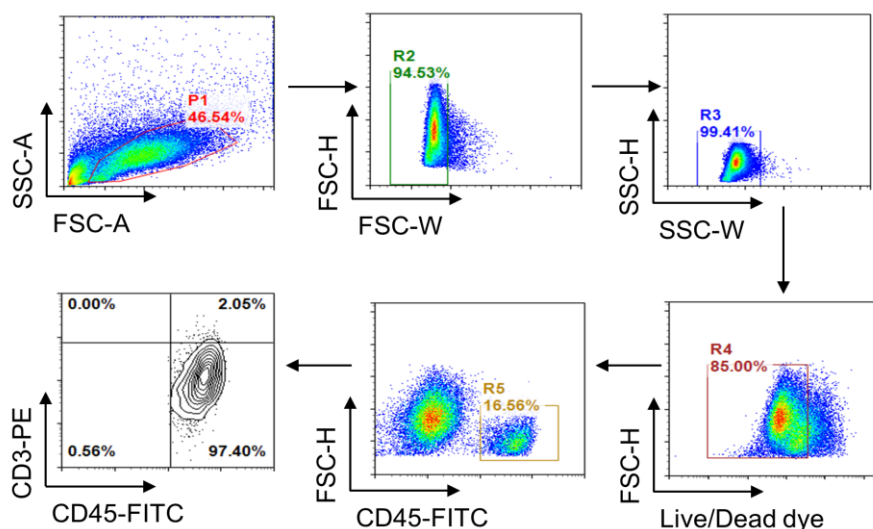 P1
46.54%
SSC-A
FSC-A
R2
94.53%
FSC-H
FSC-W
R3
99.41%
SSC-H
SSC-W
0.00%
2.05%
0.56%
97.40%
CD3-PE
CD45-FITC
R5
16.56%
FSC-H
CD45-FITC
R4
85.00%
FSC-H
Live/Dead dye